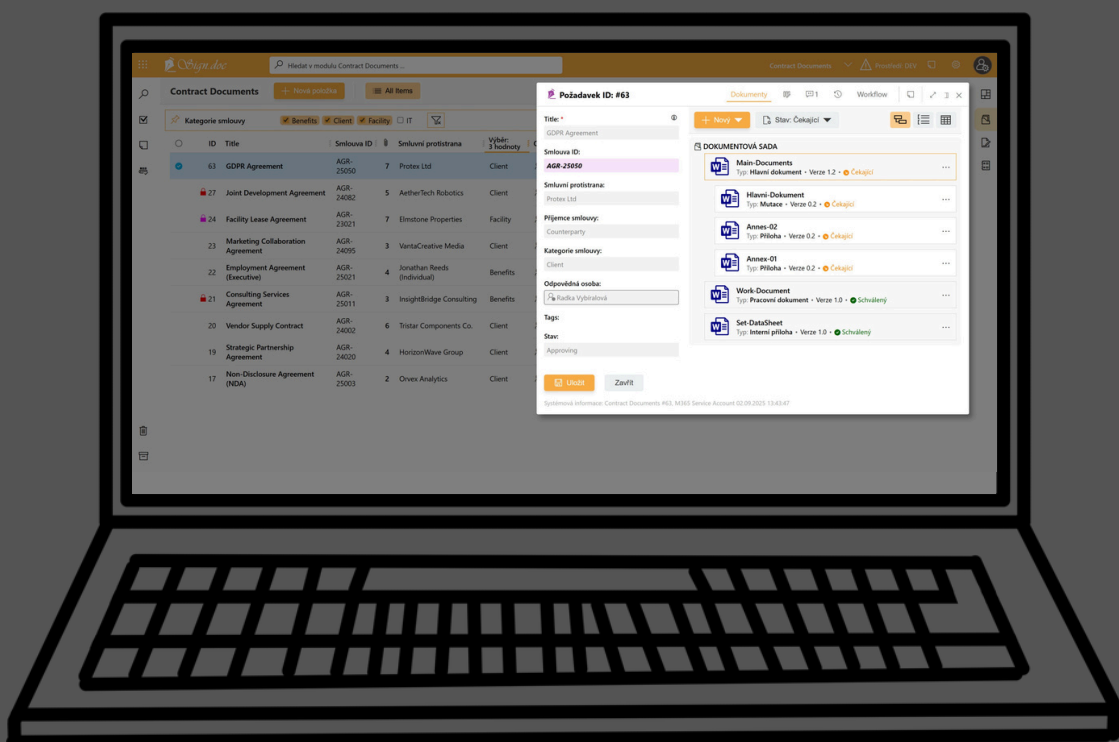 Sign doc
Hledat v modulu Contract Documents ...
Contract Documents
Prostředí: DEV
Contract Documents
+ Nová položka
All Items
Kategorie smlouvy
Benefits
Client
Facility
IT
ID Title Smlouva ID Smluvní protistrana Výběr: 3 hodnoty
63 GDPR Agreement AGR-25050 7 Protex Ltd Client
27 Joint Development Agreement AGR-24082 5 AetherTech Robotics Client
24 Facility Lease Agreement AGR-23021 7 Elmstone Properties Facility
23 Marketing Collaboration Agreement AGR-24095 3 VantaCreative Media Client
22 Employment Agreement (Executive) AGR-25021 4 Jonathan Reeds (Individual) Benefits
21 Consulting Services Agreement AGR-25011 3 InsightBridge Consulting Benefits
20 Vendor Supply Contract AGR-24002 6 Tristar Components Co. Client
19 Strategic Partnership Agreement AGR-24020 4 HorizonWave Group Client
17 Non-Disclosure Agreement (NDA) AGR-25003 2 Orvex Analytics Client
Požadavek ID: #63
Dokumenty
1
Workflow
Title: *
GDPR Agreement
Smlouva ID:
AGR-25050
Smluvní protistrana:
Protex Ltd
Příjemce smlouvy:
Counterparty
Kategorie smlouvy:
Client
Odpovědná osoba:
Radka Vybíralová
Tags:
Stav:
Approving
Uložit
Zavřít
Systémová Informace: Contract Documents #63, M365 Service Account 02.09.2025 13:43:47
+ Nový
Stav: Čekající
DOKUMENTOVÁ SADA
Main-Documents
Typ: Hlavní dokument • Verze 1.2 • Čekající
Hlavni-Dokument
Typ: Mutace • Verze 0.2 • Čekající
Annes-02
Typ: Příloha • Verze 0.2 • Čekající
Annex-01
Typ: Příloha • Verze 0.2 • Čekající
Work-Document
Typ: Pracovní dokument • Verze 1.0 • Schválený
Set-DataSheet
Typ: Interní příloha • Verze 1.0 • Schválený